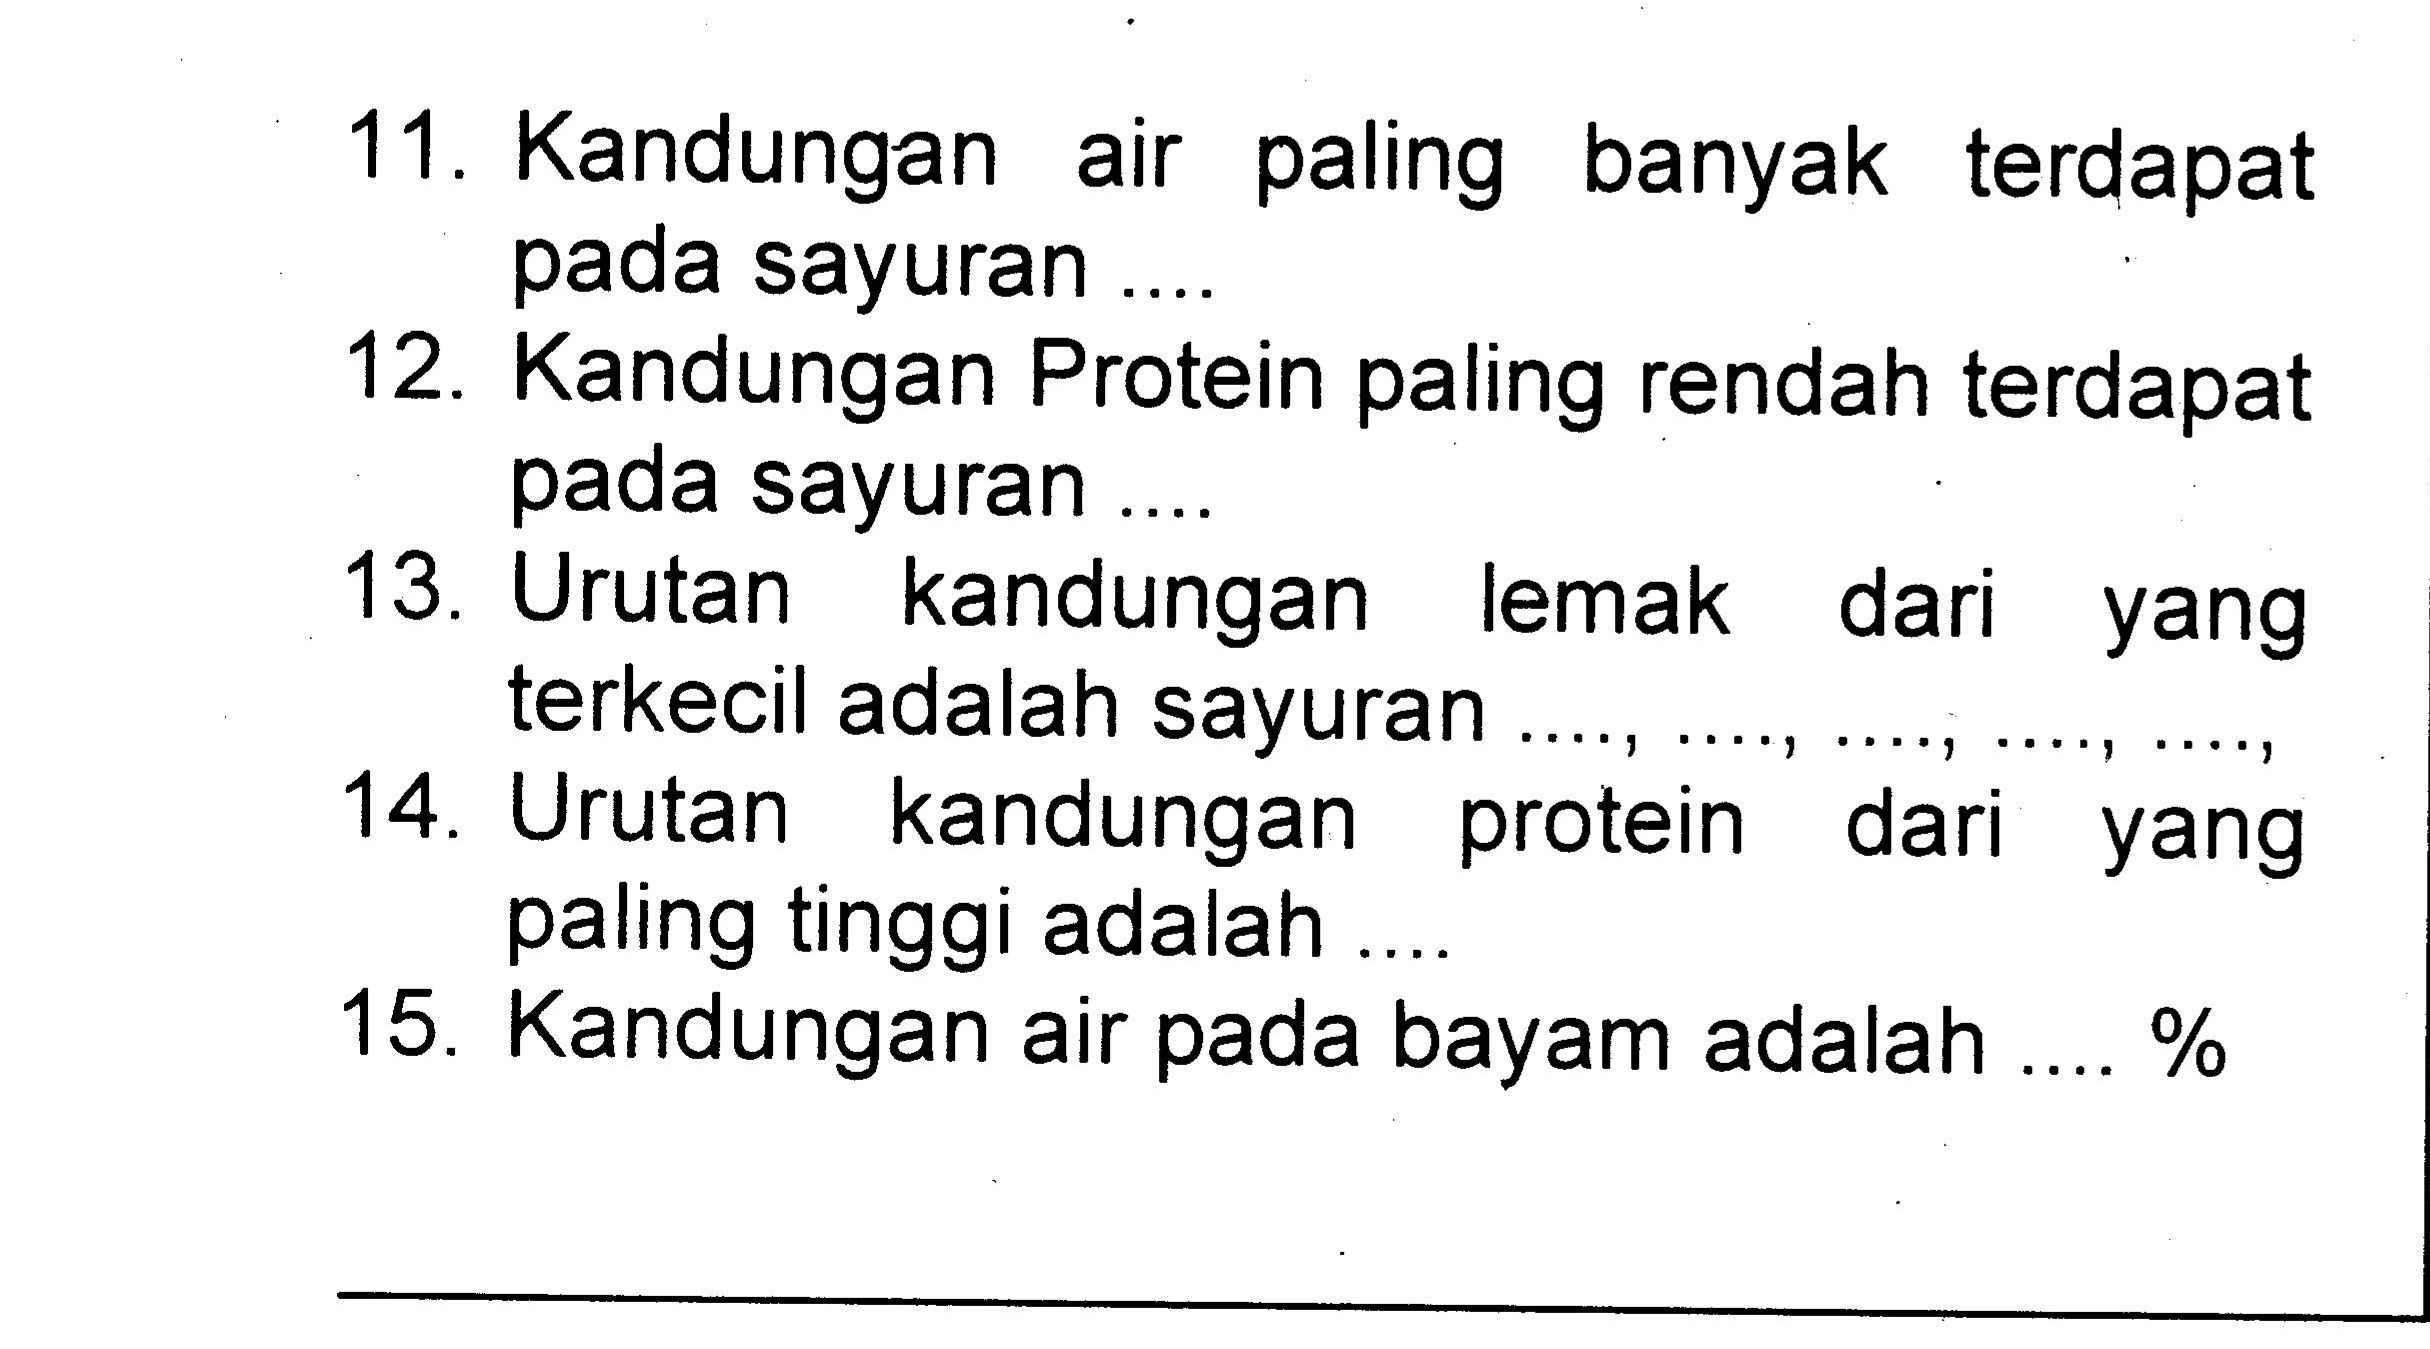 11. Kandungan air paling banyak terdapat
pada sayuran ....
12. Kandungan Protein paling rendah terdapat
pada sayuran ....
13. Urutan kandungan lemak dari yang
terkecil adalah sayuran ...., ...., ...., ...., ....,
14. Urutan kandungan protein dari yang
paling tinggi adalah ....
15. Kandungan air pada bayam adalah .... %